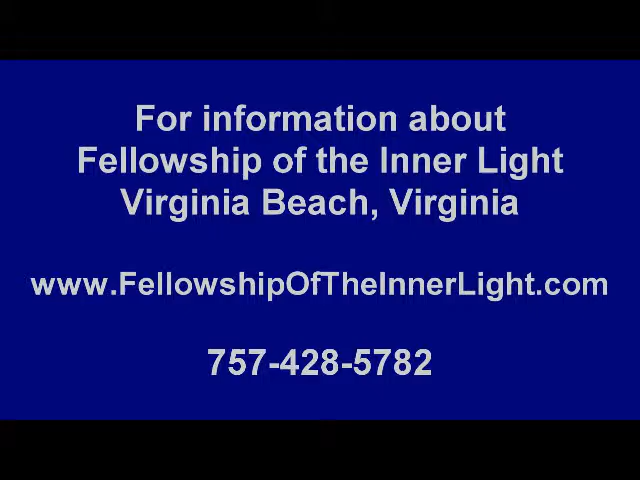 For information about
Fellowship of the Inner Light
Virginia Beach, Virginia
www.FellowshipOfTheInnerLight.com
757-428-5782